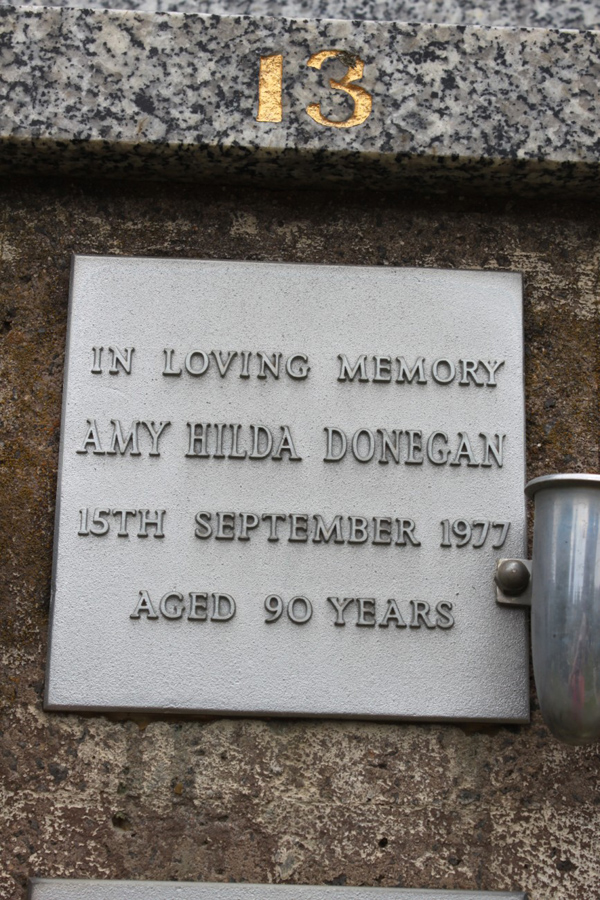 13
IN LOVING MEMORY
AMY HILDA DONEGAN
15TH SEPTEMBER 1977
AGED 90 YEARS